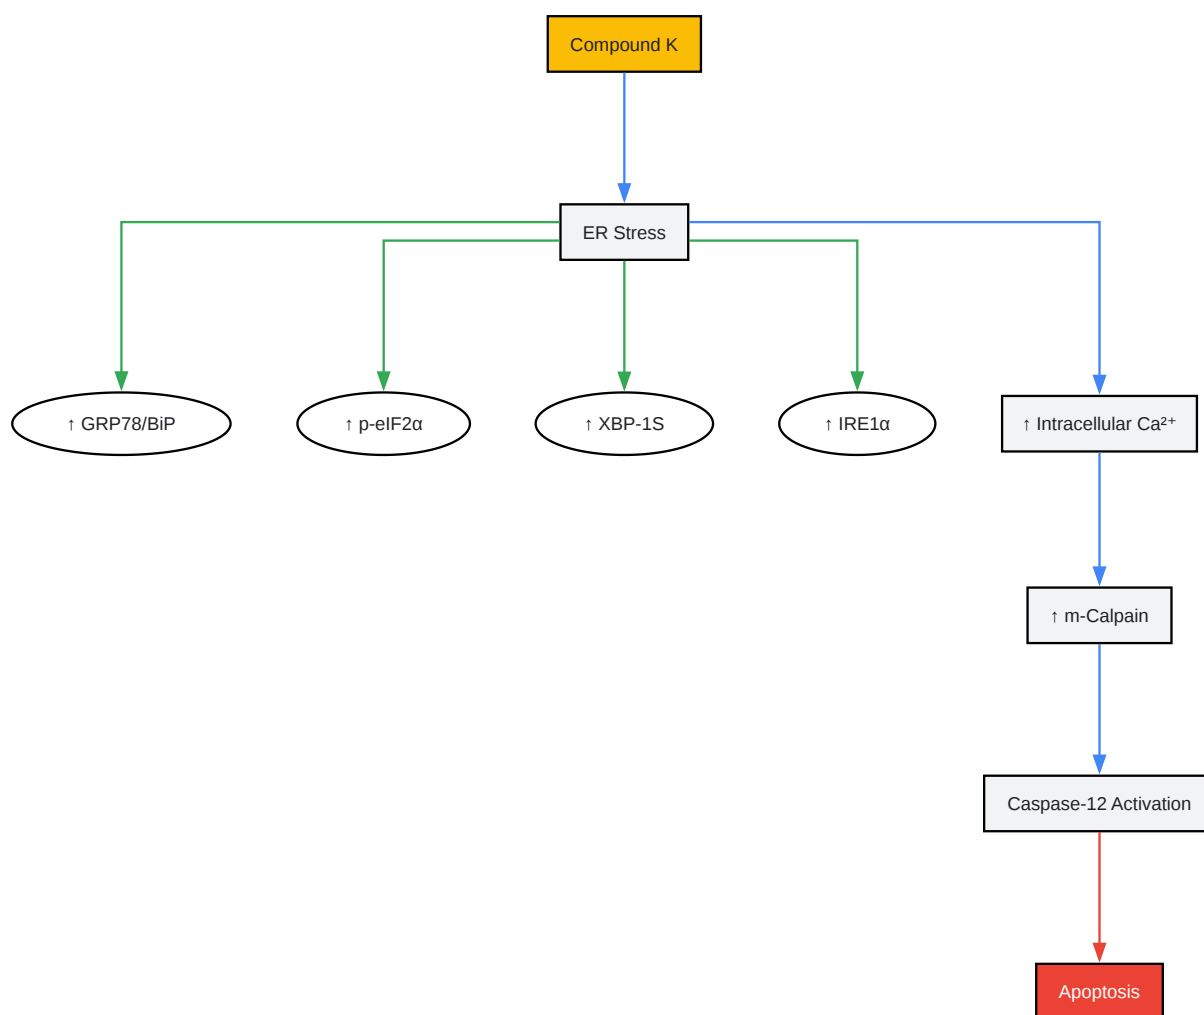 Compound K
ER Stress
↑ GRP78/BiP
↑ p-eIF2α
↑ XBP-1S
↑ IRE1α
↑ Intracellular Ca²⁺
↑ m-Calpain
Caspase-12 Activation
Apoptosis